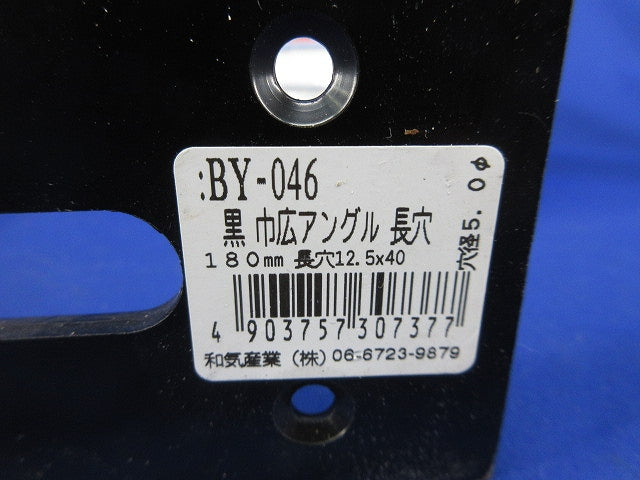 :BY-046
黒 巾広アングル 長穴
180mm 長穴12.5x40
穴径5.0φ
4 903757 307377
和気産業 (株) 06-6723-9879